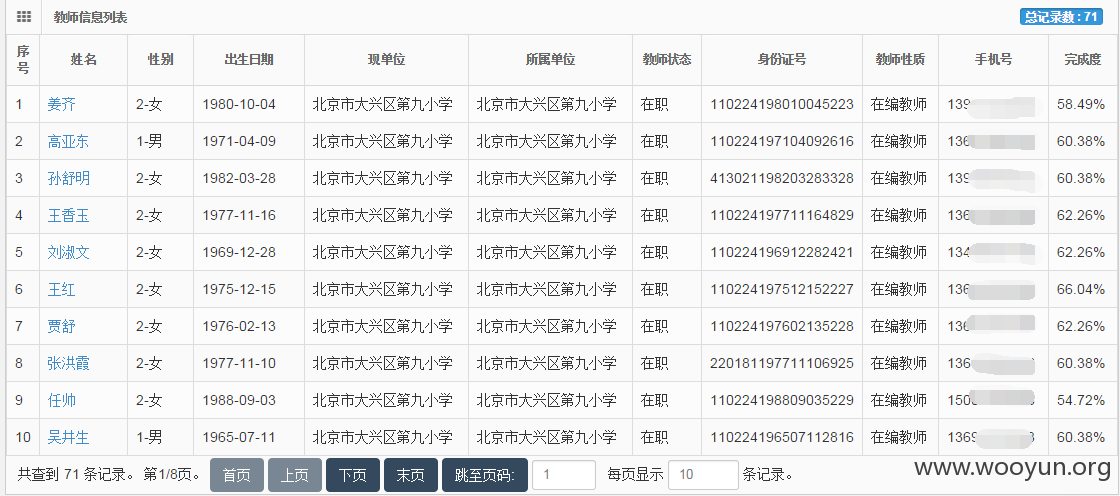 教师信息列表 总记录数：71
序号 姓名 性别 出生日期 现单位 所属单位 教师状态 身份证号 教师性质 手机号 完成度
1 姜齐 2-女 1980-10-04 北京市大兴区第九小学 北京市大兴区第九小学 在职 110224198010045223 在编教师 139 58.49%
2 高亚东 1-男 1971-04-09 北京市大兴区第九小学 北京市大兴区第九小学 在职 110224197104092616 在编教师 136 60.38%
3 孙舒明 2-女 1982-03-28 北京市大兴区第九小学 北京市大兴区第九小学 在职 413021198203283328 在编教师 139 60.38%
4 王香玉 2-女 1977-11-16 北京市大兴区第九小学 北京市大兴区第九小学 在职 110224197711164829 在编教师 136 62.26%
5 刘淑文 2-女 1969-12-28 北京市大兴区第九小学 北京市大兴区第九小学 在职 110224196912282421 在编教师 134 62.26%
6 王红 2-女 1975-12-15 北京市大兴区第九小学 北京市大兴区第九小学 在职 110224197512152227 在编教师 136 66.04%
7 贾舒 2-女 1976-02-13 北京市大兴区第九小学 北京市大兴区第九小学 在职 110224197602135228 在编教师 136 62.26%
8 张洪霞 2-女 1977-11-10 北京市大兴区第九小学 北京市大兴区第九小学 在职 220181197711106925 在编教师 136 60.38%
9 任帅 2-女 1988-09-03 北京市大兴区第九小学 北京市大兴区第九小学 在职 110224198809035229 在编教师 150 54.72%
10 吴井生 1-男 1965-07-11 北京市大兴区第九小学 北京市大兴区第九小学 在职 110224196507112816 在编教师 1369 60.38%
共查到 71 条记录。 第1/8页。 首页 上页 下页 末页 跳至页码: 1 每页显示 10 条记录。
www.wooyun.org